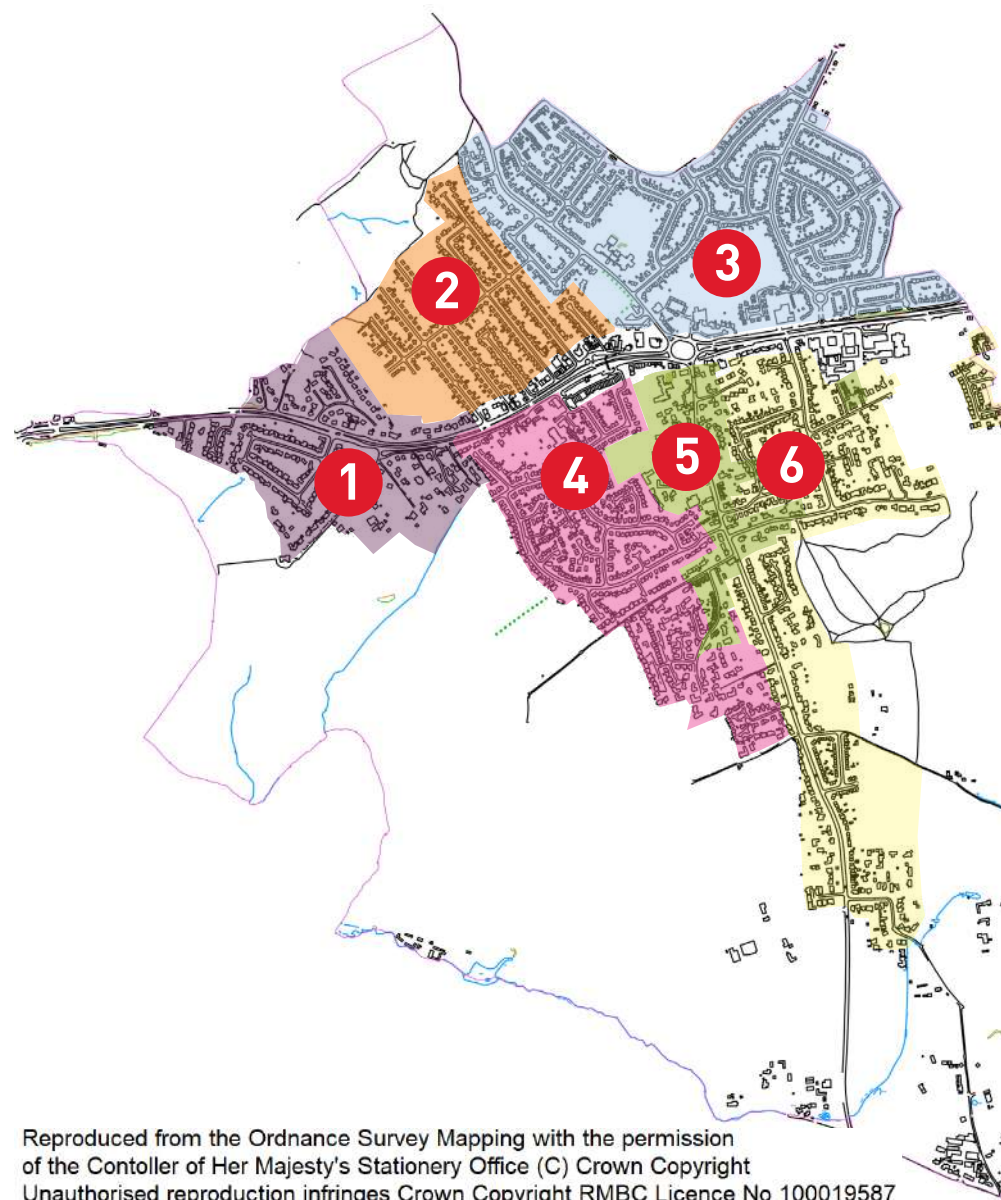 2
3
1
4
5
6
Reproduced from the Ordnance Survey Mapping with the permission
of the Contoller of Her Majesty's Stationery Office (C) Crown Copyright
Unauthorised reproduction infringes Crown Copyright RMBC Licence No 100019587